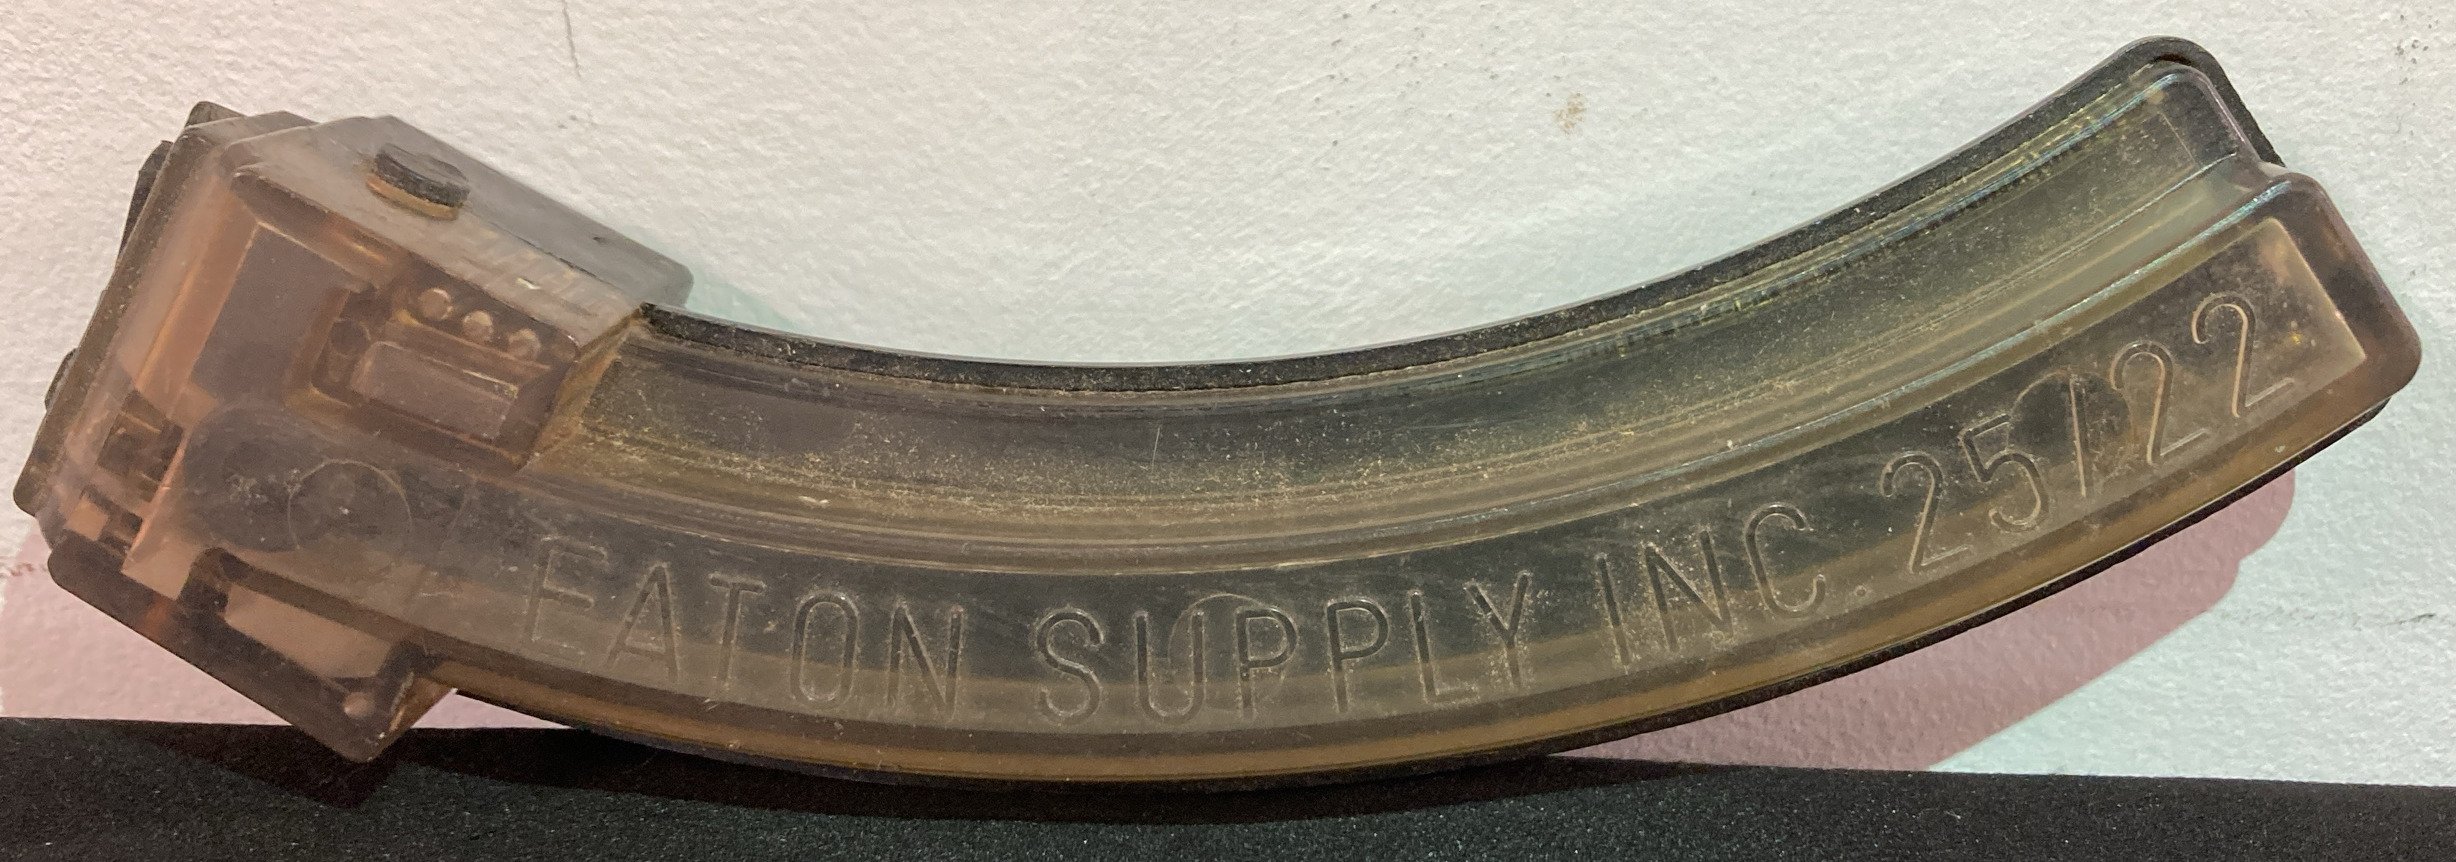 EATON SUPPLY INC. 25/22